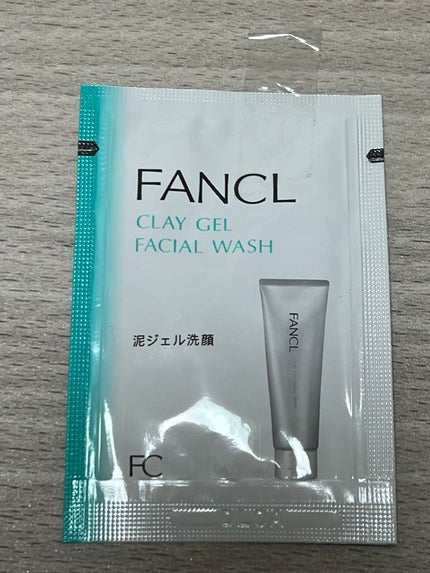 FANCL
CLAY GEL
FACIAL WASH
FANCL
泥ジェル洗顔
FC